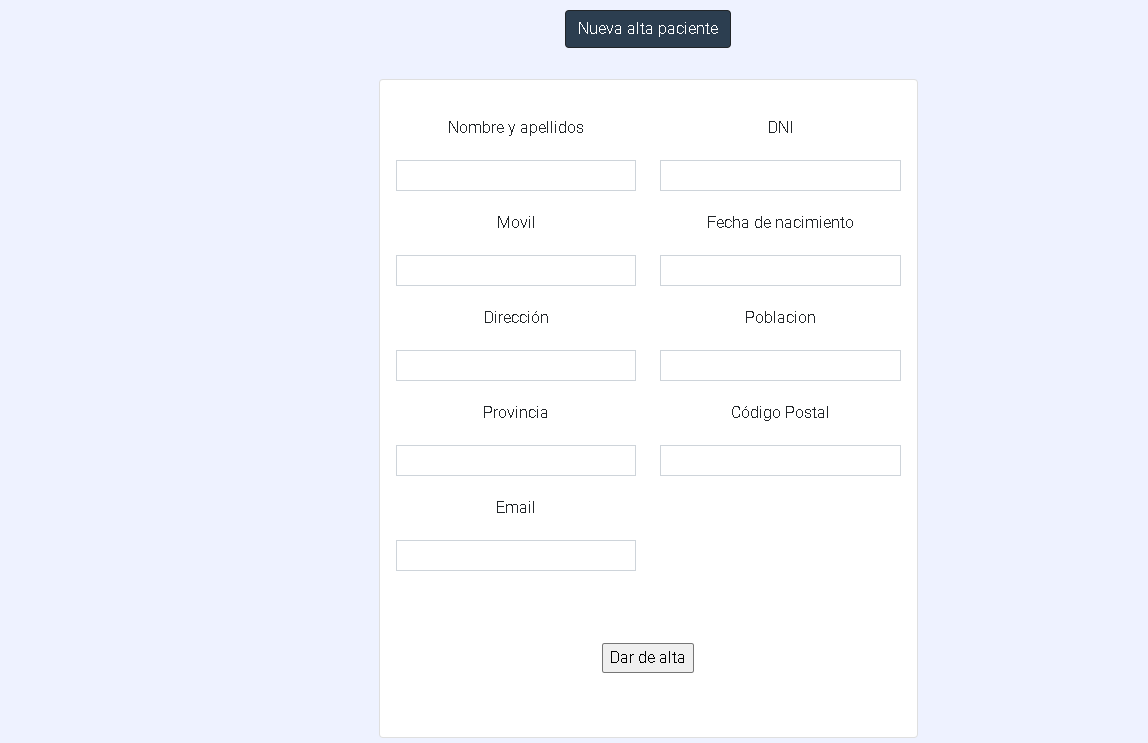 Nueva alta paciente
Nombre y apellidos
DNI
Movil
Fecha de nacimiento
Dirección
Poblacion
Provincia
Código Postal
Email
Dar de alta